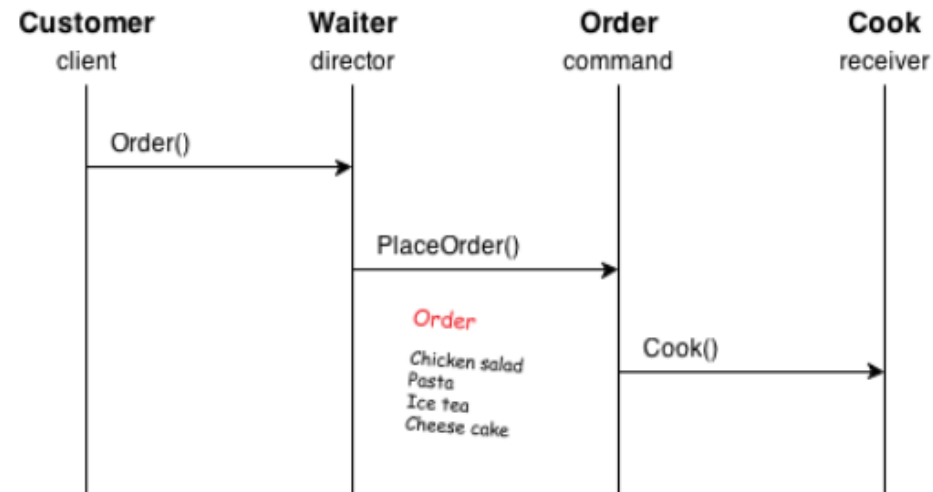 Customer Waiter Order Cook
client director command receiver
Order()
PlaceOrder()
Order
Cook()
Chicken salad
Pasta
Ice tea
Cheese cake